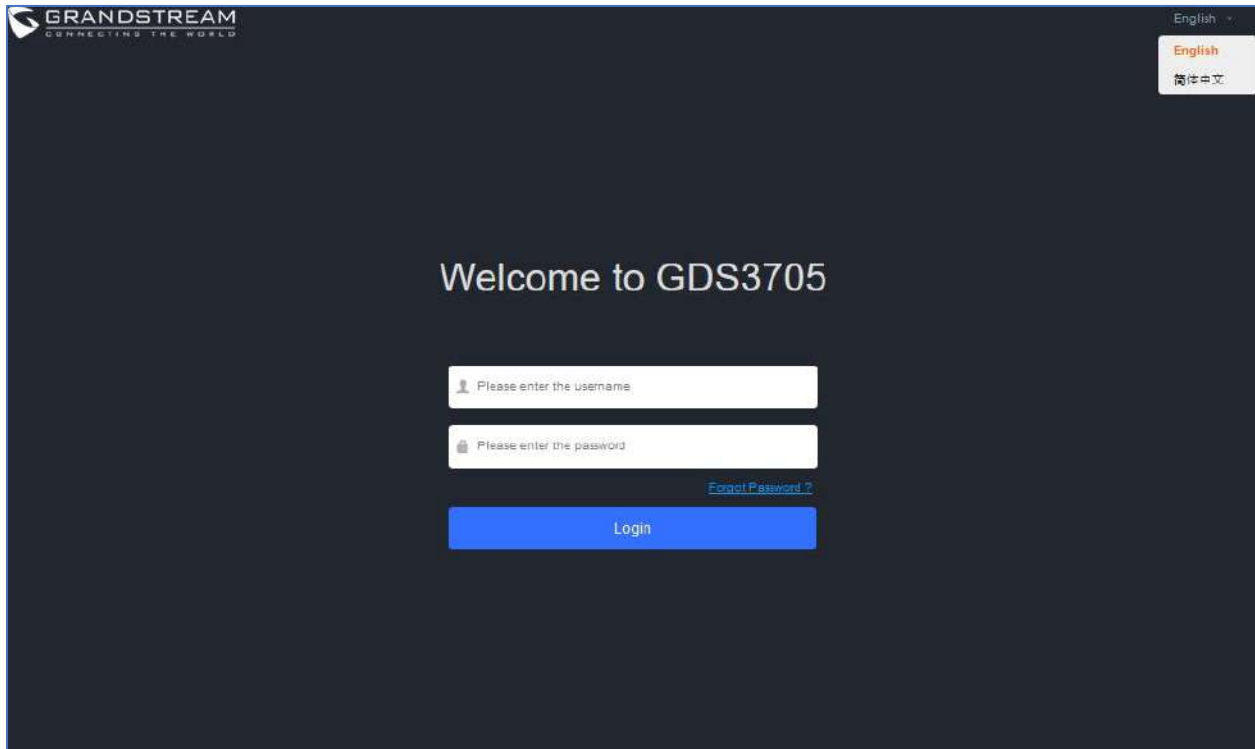 GRANDSTREAM
CONNECTING THE WORLD
English
English
简体中文
Welcome to GDS3705
Please enter the username
Please enter the password
Forgot Password ?
Login